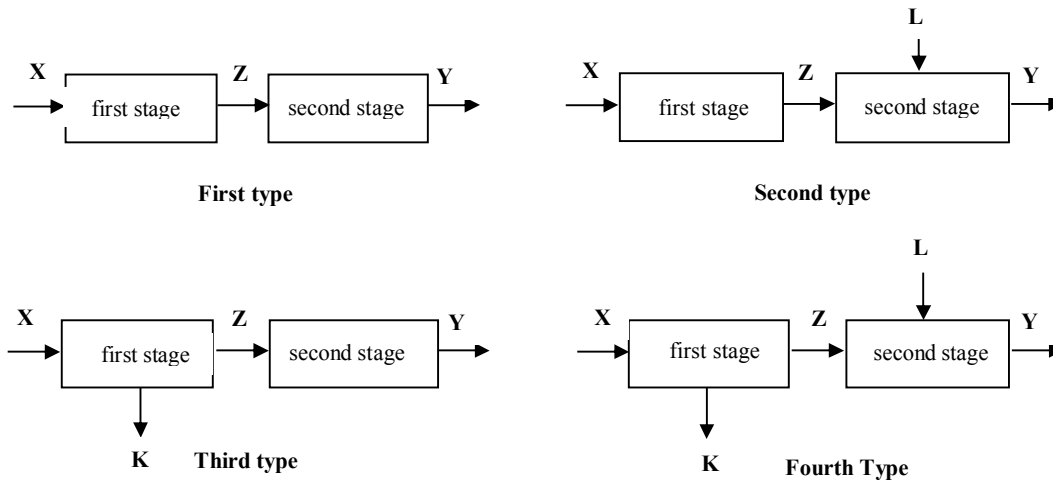 X
first stage
Z
second stage
Y
First type
L
X
first stage
Z
second stage
Y
Second type
X
first stage
Z
second stage
Y
K
Third type
L
X
first stage
Z
second stage
Y
K
Fourth Type